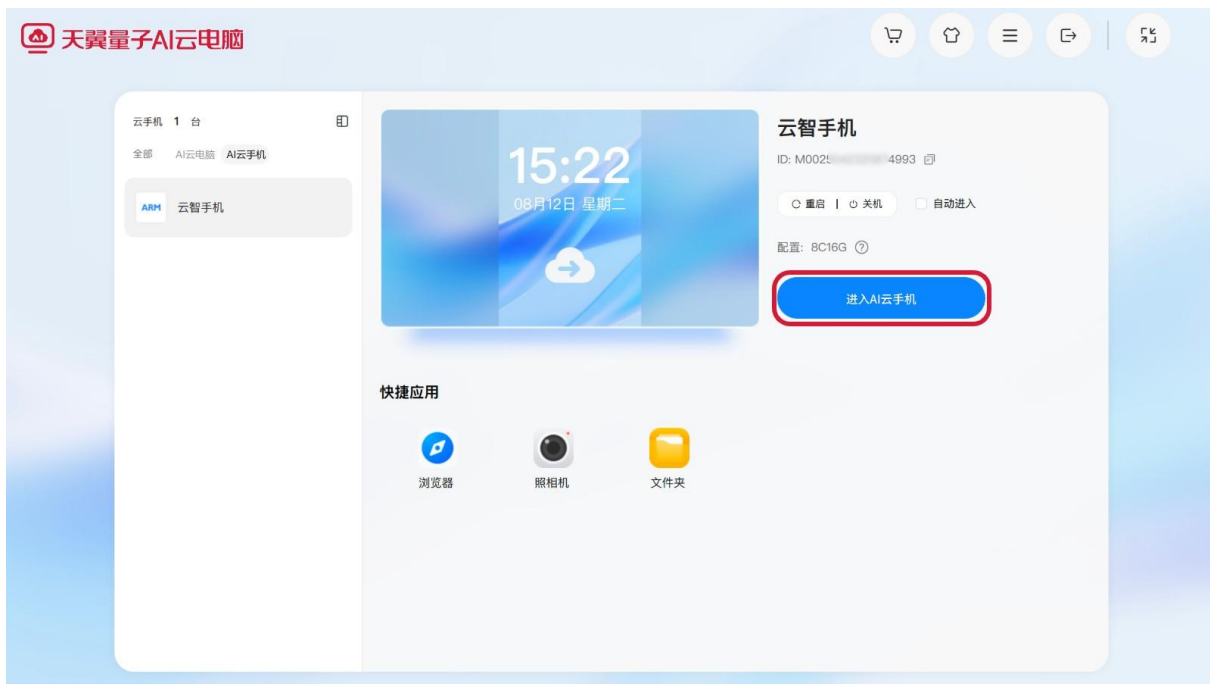 天翼量子AI云电脑
云手机 1 台
全部 AI云电脑 AI云手机
ARM 云智手机
15:22
08月12日 星期二
云智手机
ID: M002 4993
重启 | 关机 自动进入
配置: 8C16G
进入AI云手机
快捷应用
浏览器 照相机 文件夹